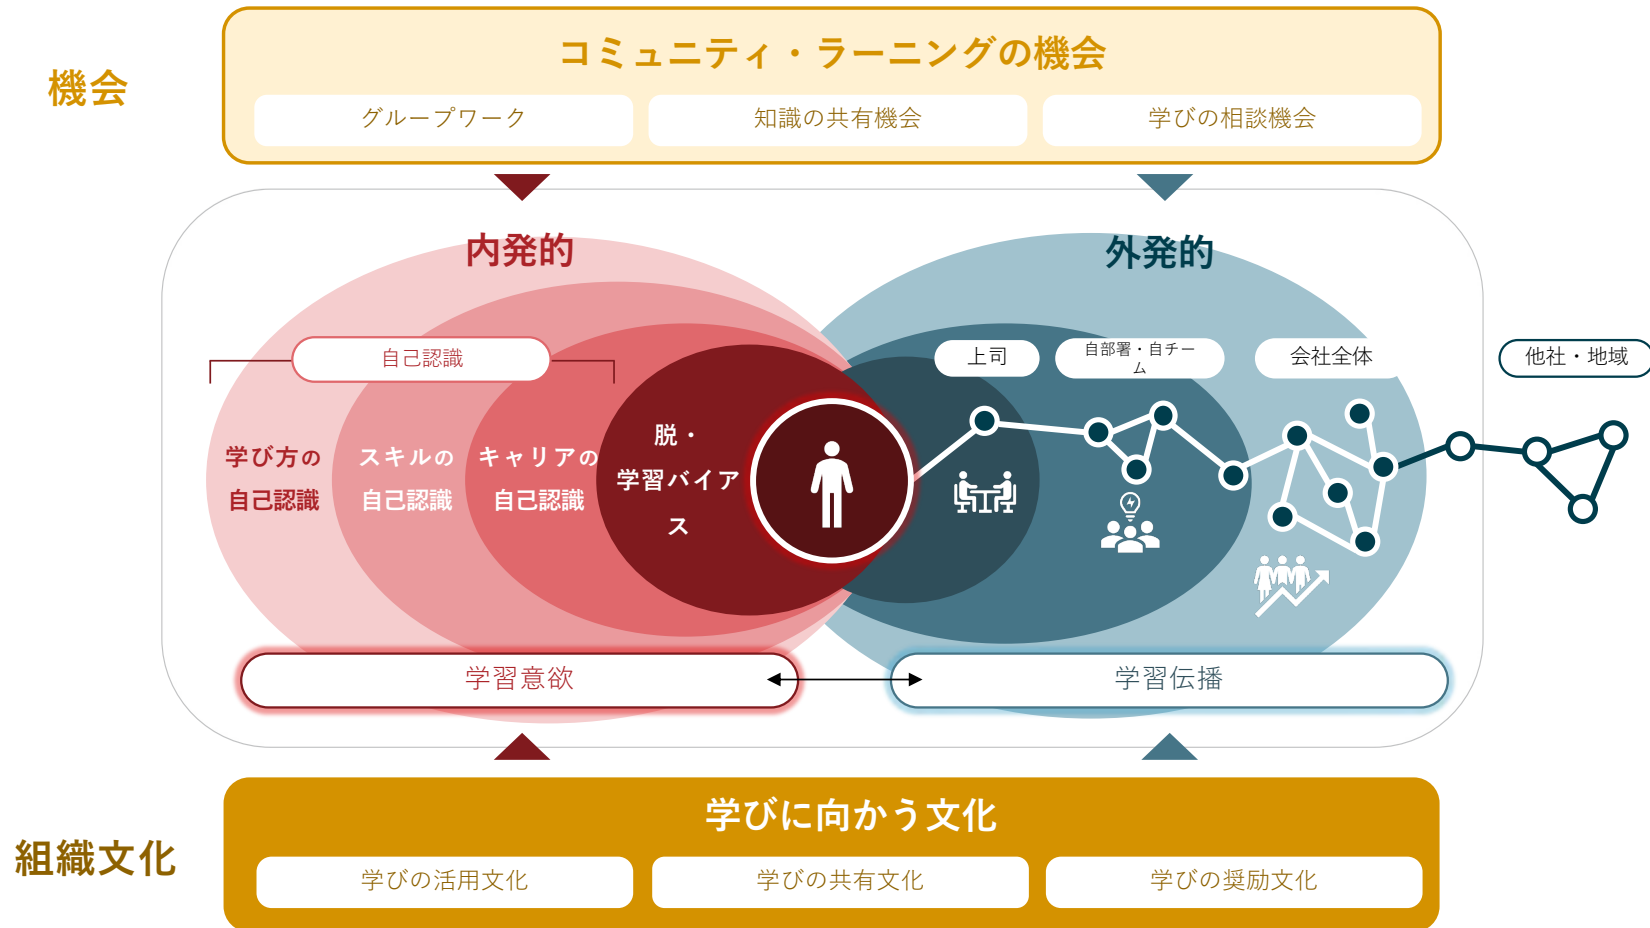 機会
コミュニティ・ラーニングの機会
グループワーク
知識の共有機会
学びの相談機会
内発的
外発的
自己認識
上司
自部署・自チー
ム
会社全体
他社・地域
学び方の
自己認識
スキルの
自己認識
キャリアの
自己認識
脱・
学習バイア
ス
学習意欲
学習伝播
組織文化
学びに向かう文化
学びの活用文化
学びの共有文化
学びの奨励文化